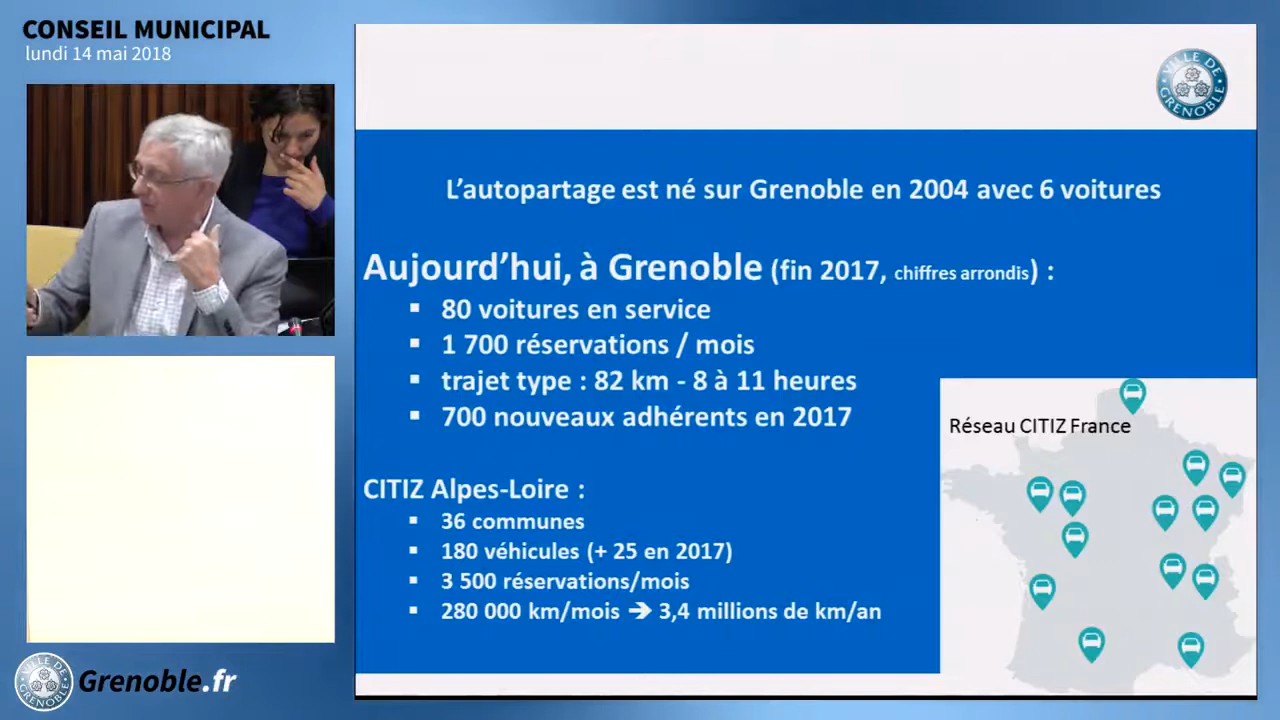 CONSEIL MUNICIPAL
lundi 14 mai 2018
VILLE DE
GRENOBLE
L'autopartage est né sur Grenoble en 2004 avec 6 voitures
Aujourd'hui, à Grenoble (fin 2017, chiffres arrondis) :
▪ 80 voitures en service
▪ 1 700 réservations / mois
▪ trajet type : 82 km - 8 à 11 heures
▪ 700 nouveaux adhérents en 2017
Réseau CITIZ France
CITIZ Alpes-Loire :
▪ 36 communes
▪ 180 véhicules (+ 25 en 2017)
▪ 3 500 réservations/mois
▪ 280 000 km/mois ➔ 3,4 millions de km/an
VILLE DE
GRENOBLE
Grenoble.fr